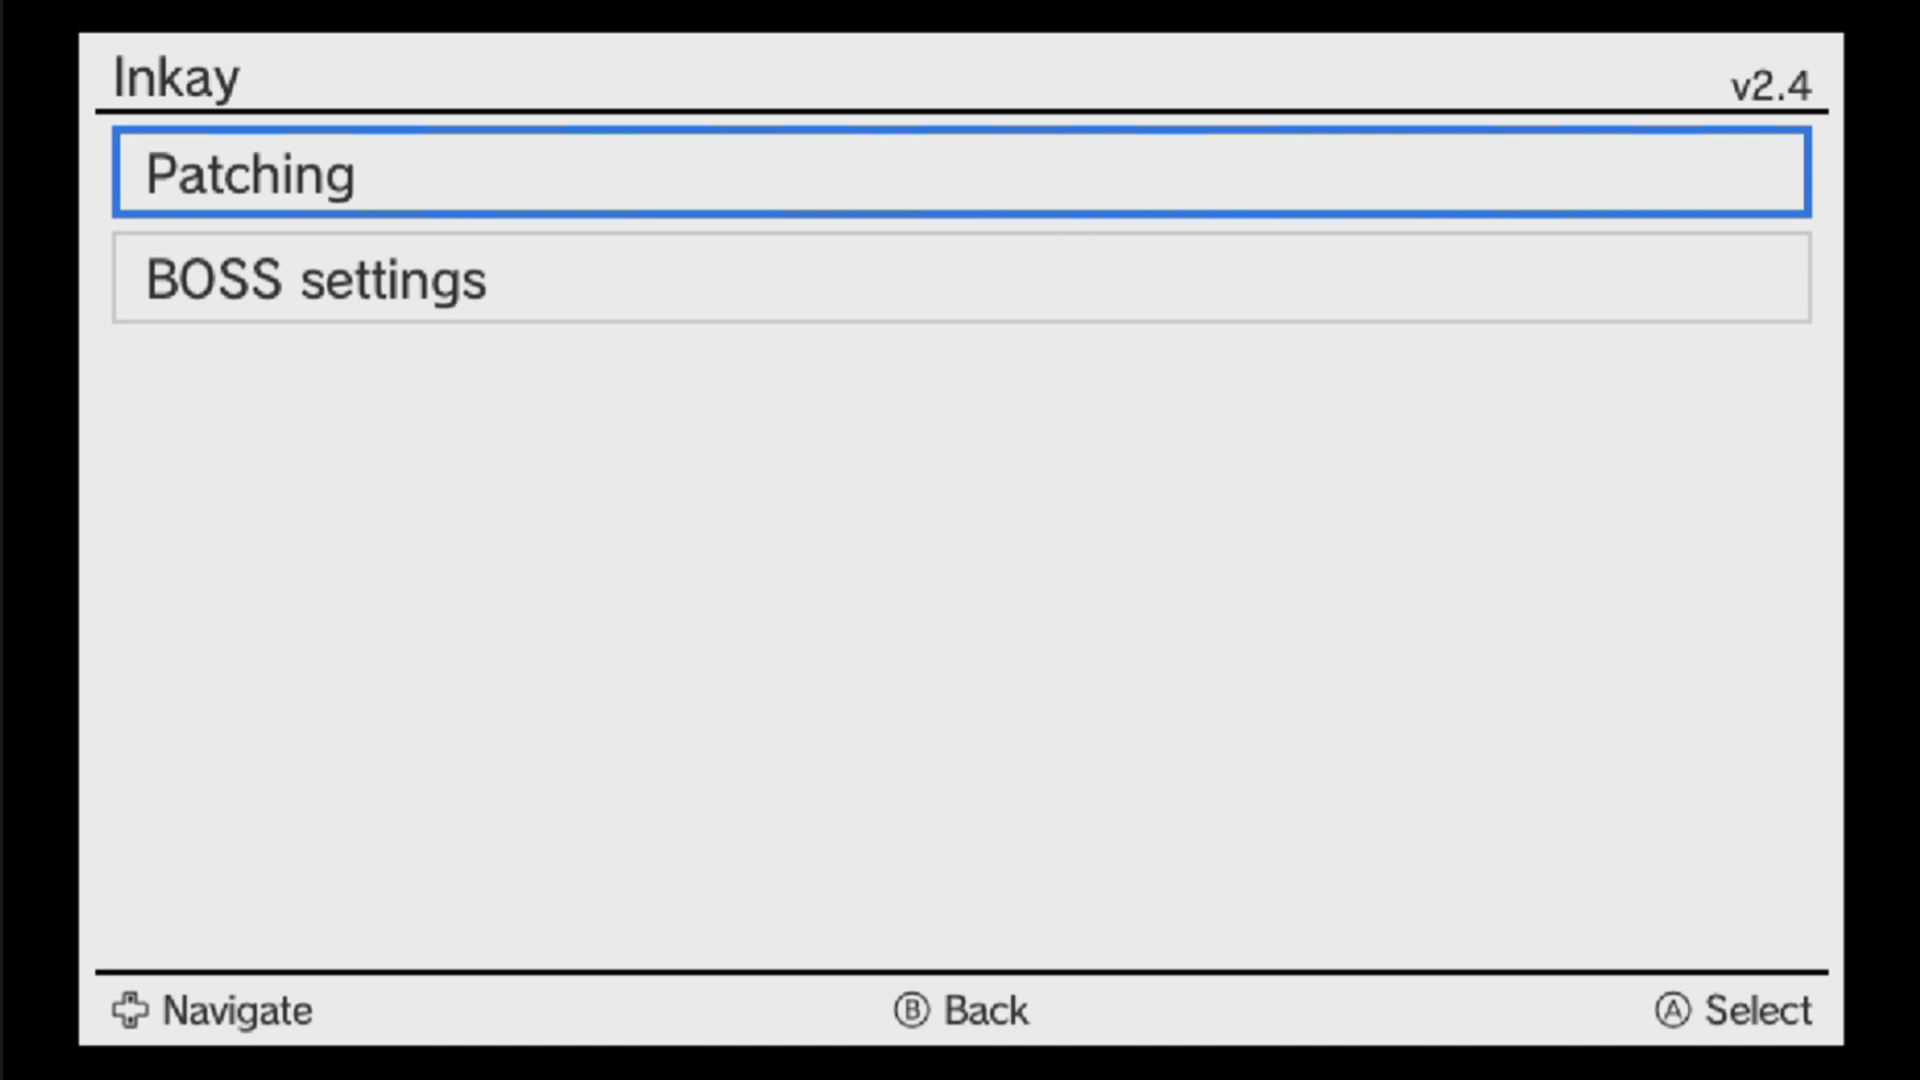 Inkay
v2.4
Patching
BOSS settings
Navigate
Ⓑ Back
Ⓐ Select